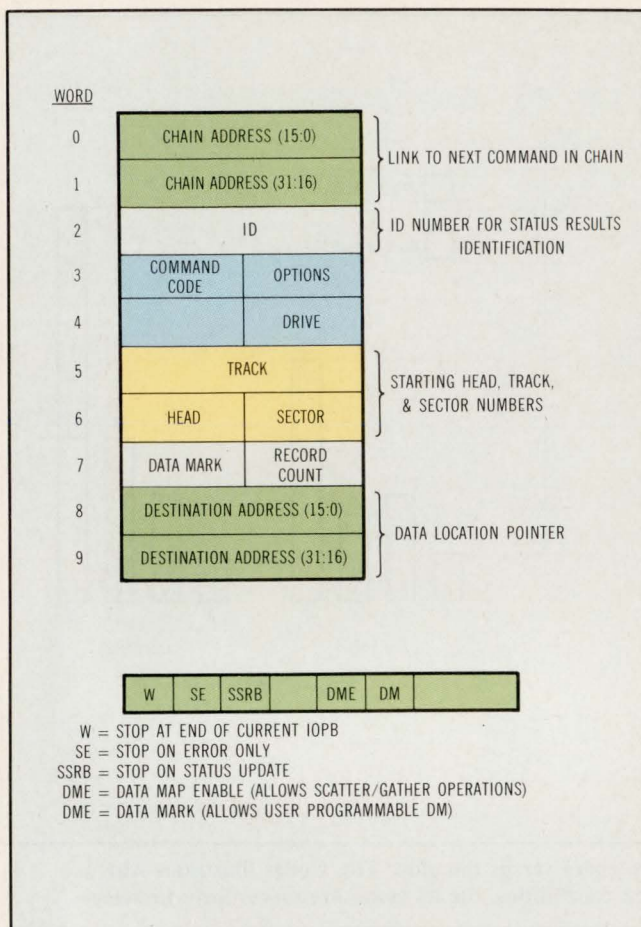 WORD
0 CHAIN ADDRESS (15:0)
LINK TO NEXT COMMAND IN CHAIN
1 CHAIN ADDRESS (31:16)
2 ID
ID NUMBER FOR STATUS RESULTS
IDENTIFICATION
3 COMMAND
CODE
OPTIONS
4 DRIVE
5 TRACK
STARTING HEAD, TRACK,
& SECTOR NUMBERS
6 HEAD SECTOR
7 DATA MARK
RECORD
COUNT
8 DESTINATION ADDRESS (15:0)
DATA LOCATION POINTER
9 DESTINATION ADDRESS (31:16)
W SE SSRB DME DM
W = STOP AT END OF CURRENT IOPB
SE = STOP ON ERROR ONLY
SSRB = STOP ON STATUS UPDATE
DME = DATA MAP ENABLE (ALLOWS SCATTER/GATHER OPERATIONS)
DME = DATA MARK (ALLOWS USER PROGRAMMABLE DM)